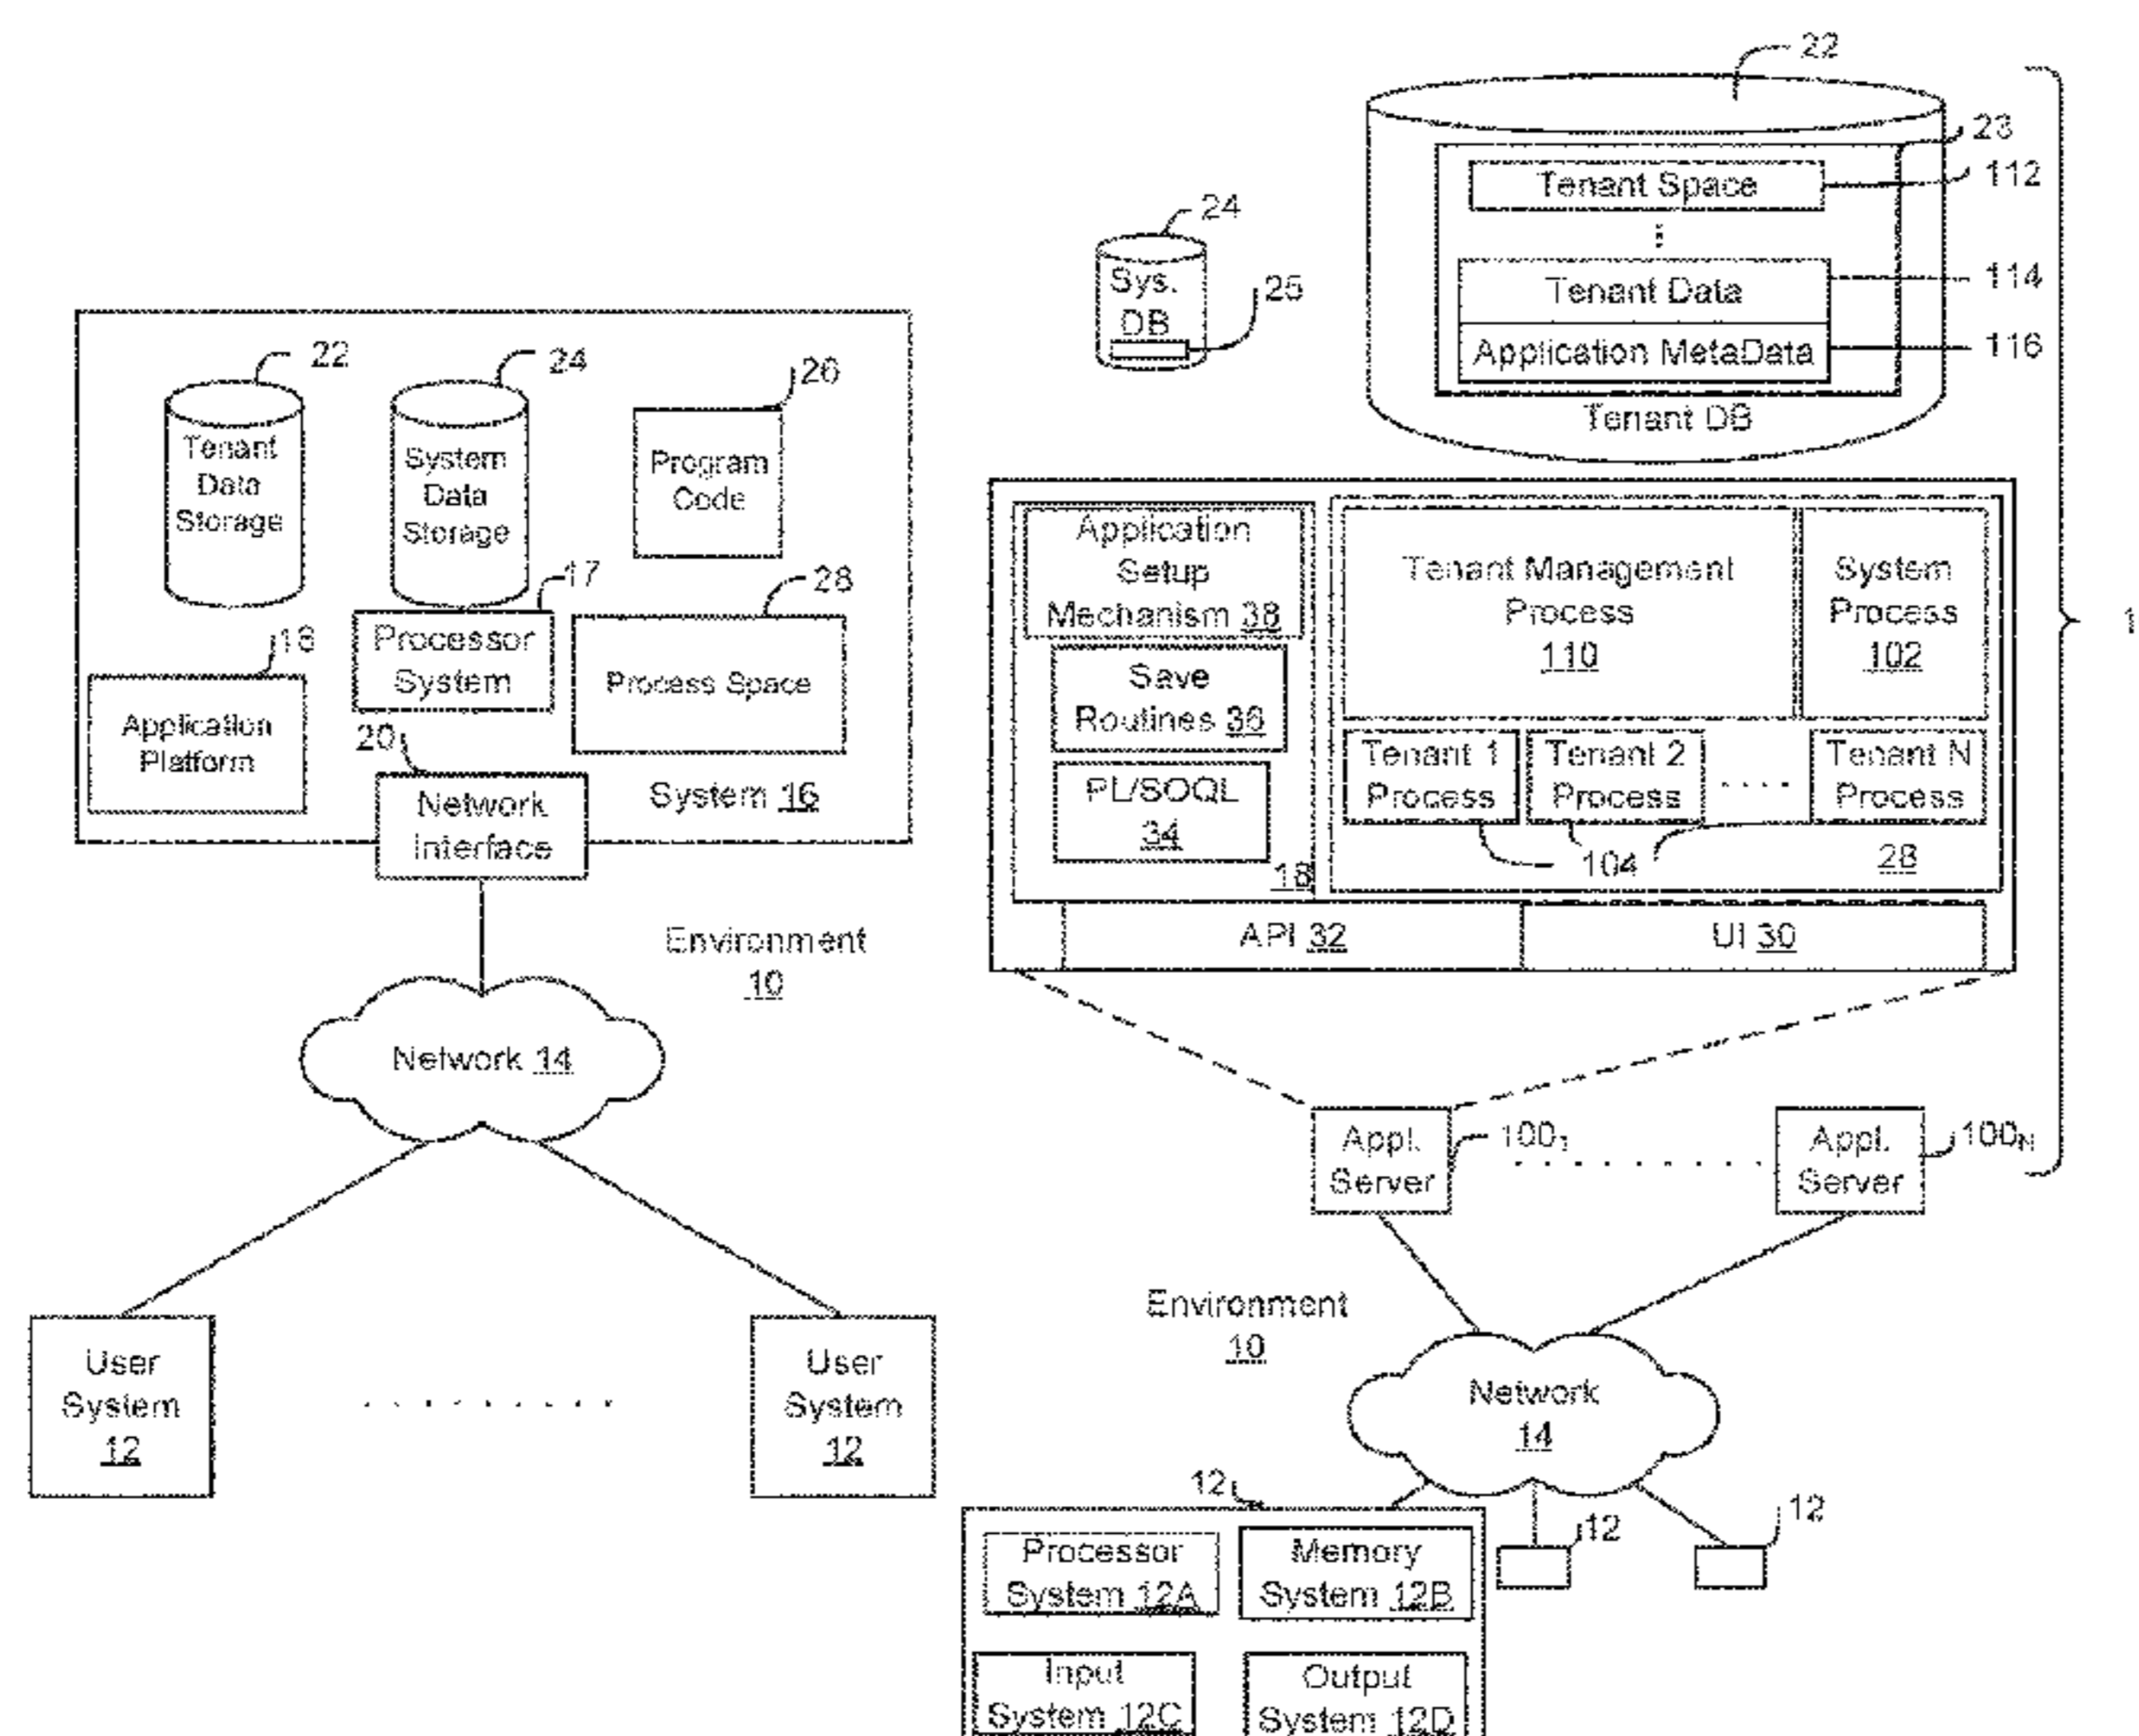 22
24
26
Tenant
Data
Storage
System
Data
Storage
Program
Code
17
28
18
Processor
System
Process Space
Application
Platform
20
Network
Interface
System 16
Environment
10
Network 14
User
System
12
User
System
12
22
23
Tenant Space
112
24
Sys.
DB
25
Tenant Data
114
Application MetaData
116
Tenant DB
Application
Setup
Mechanism 38
Tenant Management
Process
110
System
Process
102
1
Save
Routines 36
PL/SOQL
34
18
Tenant 1
Process
Tenant 2
Process
Tenant N
Process
104
28
API 32
UI 30
Appl.
Server
100₁
Appl.
Server
100N
Environment
10
Network
14
12
12
12
Processor
System 12A
Memory
System 12B
Input
System 12C
Output
System 12D